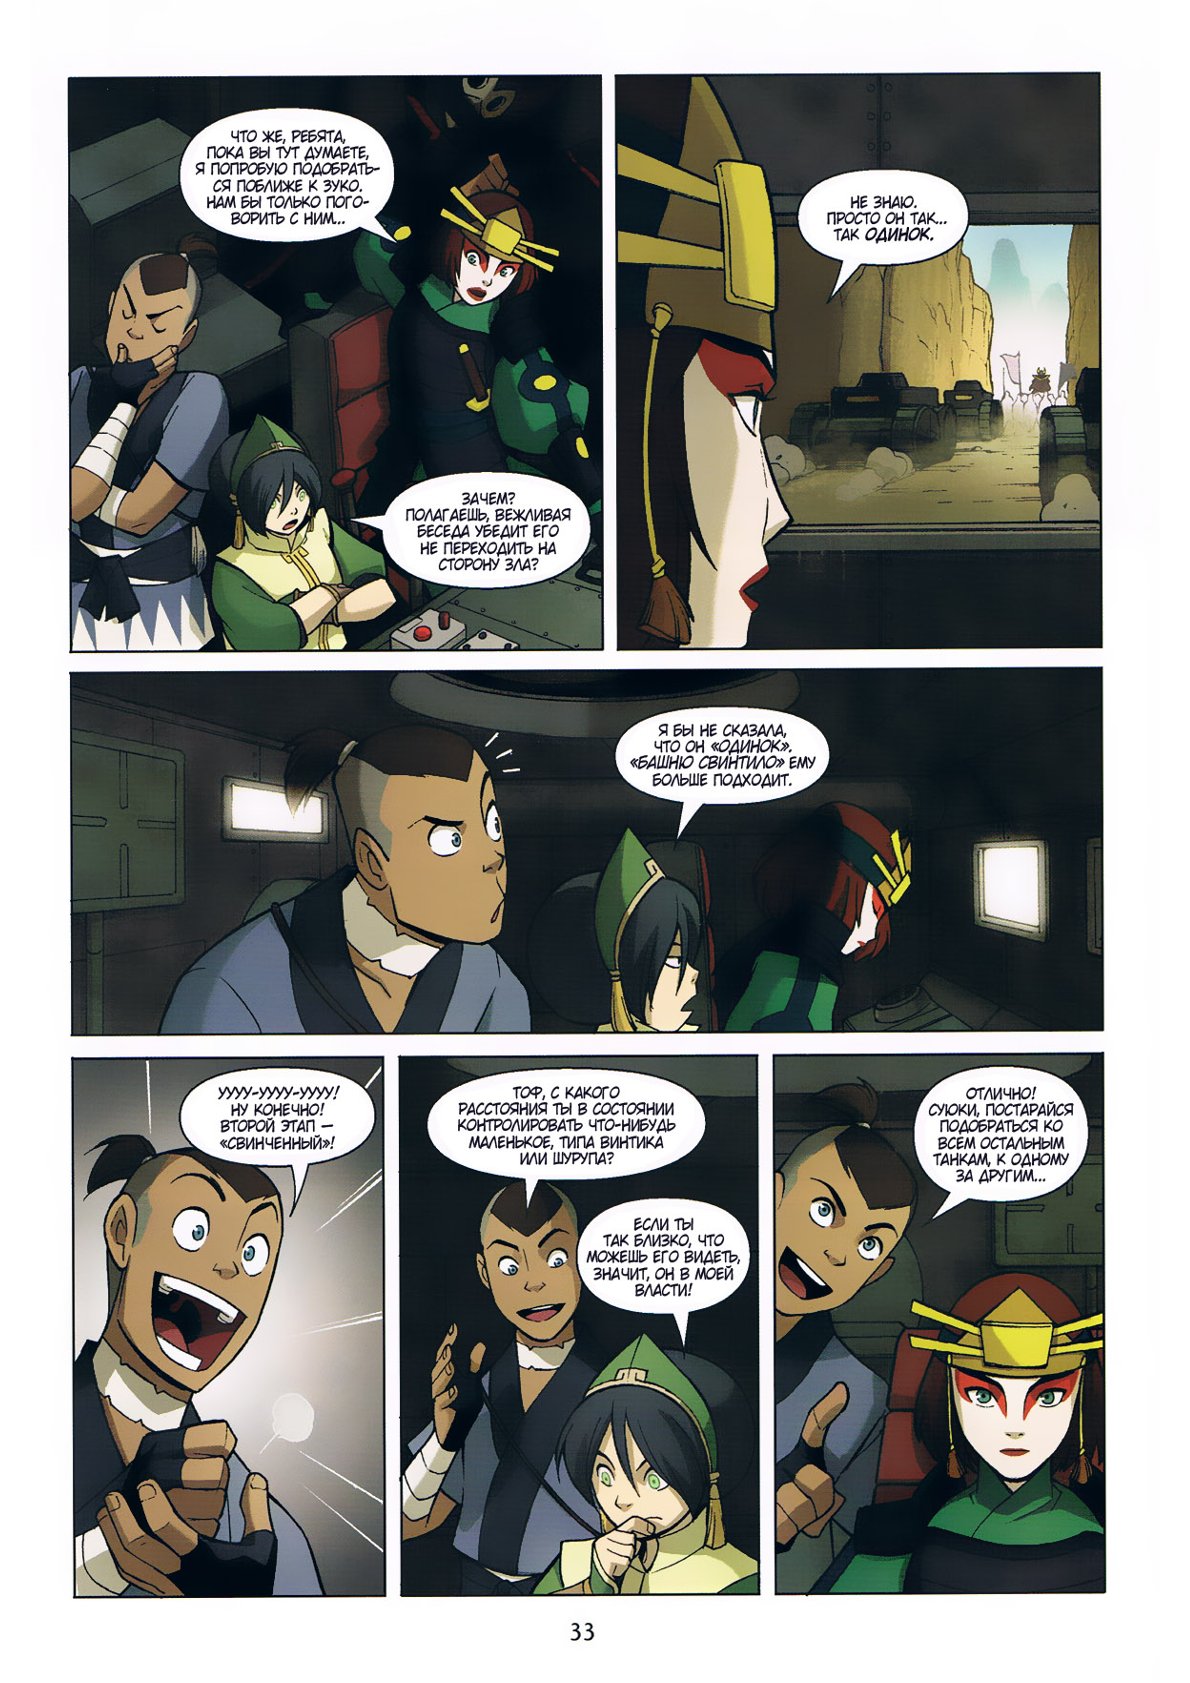 ЧТО ЖЕ, РЕБЯТА,
ПОКА ВЫ ТУТ ДУМАЕТЕ,
Я ПОПРОБУЮ ПОДОБРАТЬ-
СЯ ПОБЛИЖЕ К ЗУКО.
НАМ БЫ ТОЛЬКО ПОГО-
ВОРИТЬ С НИМ...
ЗАЧЕМ?
ПОЛАГАЕШЬ, ВЕЖЛИВАЯ
БЕСЕДА УБЕДИТ ЕГО
НЕ ПЕРЕХОДИТЬ НА
СТОРОНУ ЗЛА?
НЕ ЗНАЮ.
ПРОСТО ОН ТАК...
ТАК ОДИНОК.
Я БЫ НЕ СКАЗАЛА,
ЧТО ОН «ОДИНОК».
«БАШНЮ СВИНТИЛО» ЕМУ
БОЛЬШЕ ПОДХОДИТ.
УУУУ-УУУУ-УУУУ!
НУ КОНЕЧНО!
ВТОРОЙ ЭТАП —
«СВИНЧЕННЫЙ»!
ТОФ, С КАКОГО
РАССТОЯНИЯ ТЫ В СОСТОЯНИИ
КОНТРОЛИРОВАТЬ ЧТО-НИБУДЬ
МАЛЕНЬКОЕ, ТИПА ВИНТИКА
ИЛИ ШУРУПА?
ЕСЛИ ТЫ
ТАК БЛИЗКО, ЧТО
МОЖЕШЬ ЕГО ВИДЕТЬ,
ЗНАЧИТ, ОН В МОЕЙ
ВЛАСТИ!
ОТЛИЧНО!
СУЮКИ, ПОСТАРАЙСЯ
ПОДОБРАТЬСЯ КО
ВСЕМ ОСТАЛЬНЫМ
ТАНКАМ, К ОДНОМУ
ЗА ДРУГИМ...
33